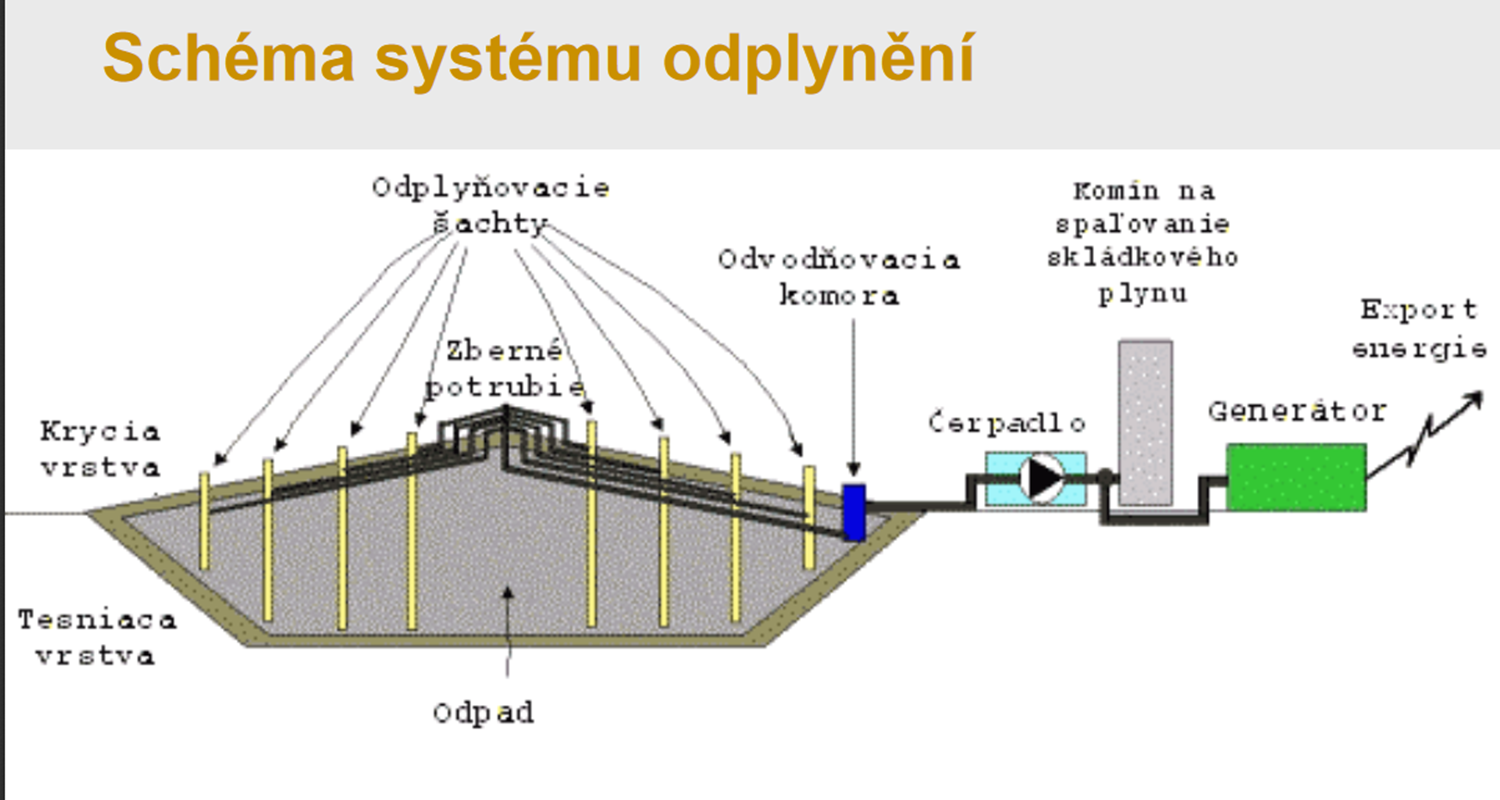 Schéma systému odplynění
Odplyňovacie
šachty
Komín na
spaľovanie
skládkového
plynu
Odvodňovacia
komora
Export
energie
Zberné
potrubie
Čerpadlo
Generátor
Krycia
vrstva
Tesniaca
vrstva
Odpad